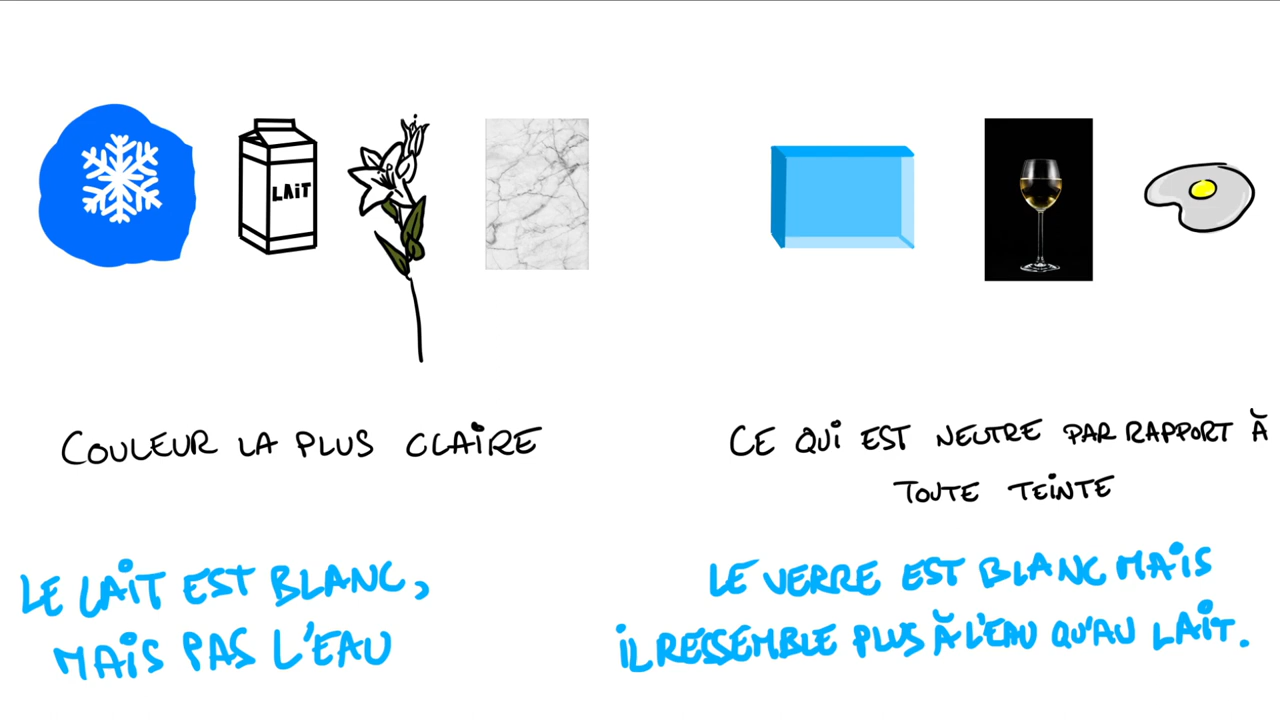 LAIT
COULEUR LA PLUS CLAIRE
CE QUI EST NEUTRE PAR RAPPORT À
TOUTE TEINTE
LE LAIT EST BLANC,
MAIS PAS L'EAU
LE VERRE EST BLANC MAIS
IL RESSEMBLE PLUS À L'EAU QU'AU LAIT.